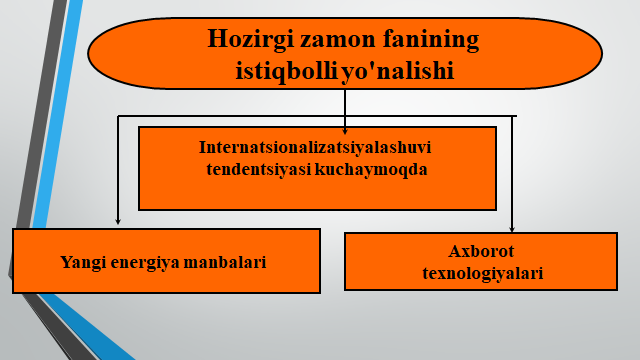 Hozirgi zamon fanining
istiqbolli yo'nalishi
Internatsionalizatsiyalashuvi
tendentsiyasi kuchaymoqda
Yangi energiya manbalari
Axborot
texnologiyalari